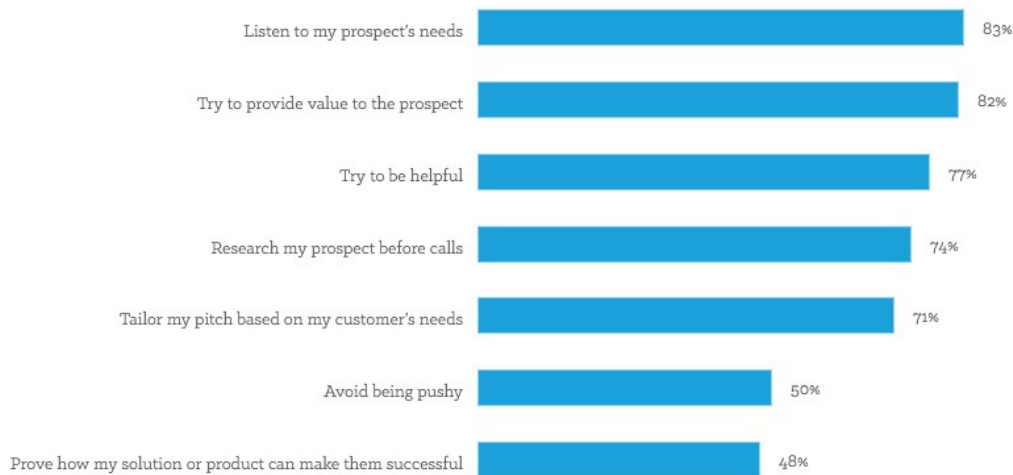 Listen to my prospect's needs 83%
Try to provide value to the prospect 82%
Try to be helpful 77%
Research my prospect before calls 74%
Tailor my pitch based on my customer's needs 71%
Avoid being pushy 50%
Prove how my solution or product can make them successful 48%